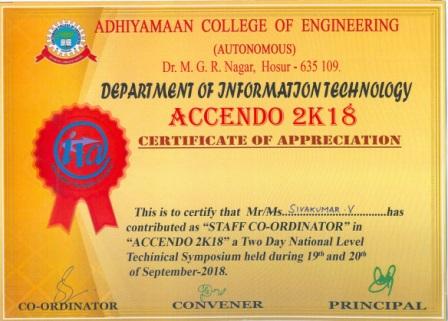 ADHIYAMAAN COLLEGE OF ENGINEERING
(AUTONOMOUS)
Dr. M. G. R. Nagar, Hosur - 635 109.
DEPARTMENT OF INFORMATION TECHNOLOGY
ACCENDO 2K18
CERTIFICATE OF APPRECIATION
This is to certify that Mr/Ms...SIVAKUMAR.V...has
contributed as "STAFF CO-ORDINATOR" in
"ACCENDO 2K18" a Two Day National Level
Techinical Symposium held during 19th and 20th
of September-2018.
CO-ORDINATOR CONVENER PRINCIPAL